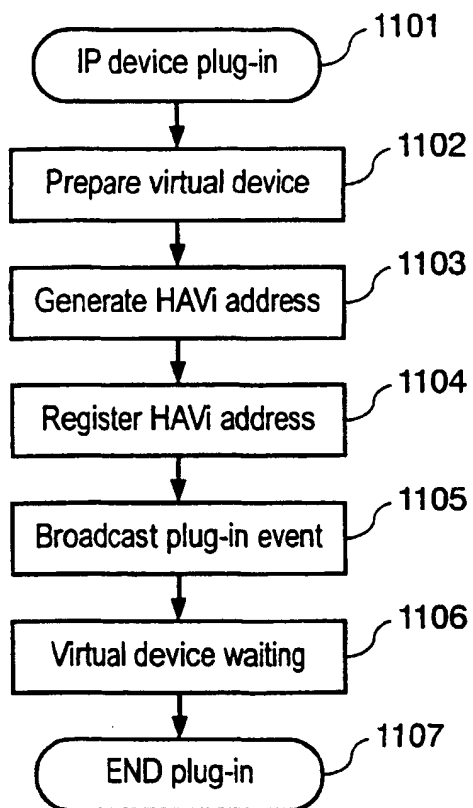 1101
IP device plug-in
1102
Prepare virtual device
1103
Generate HAVi address
1104
Register HAVi address
1105
Broadcast plug-in event
1106
Virtual device waiting
1107
END plug-in